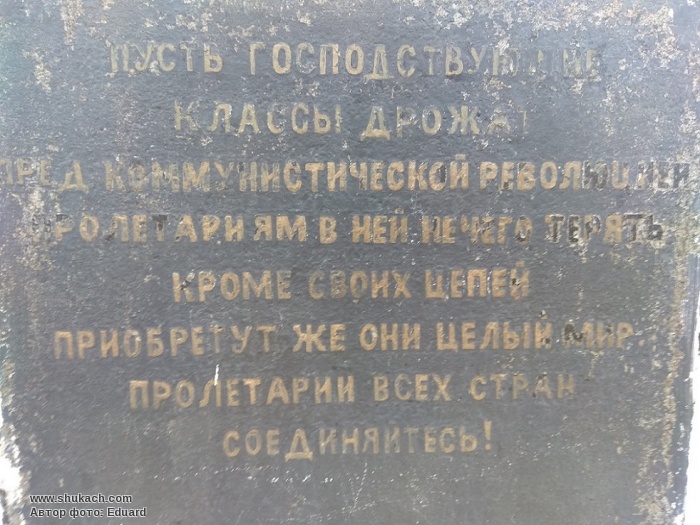 ПУСТЬ ГОСПОДСТВУЮЩИЕ
КЛАССЫ ДРОЖАТ
ПРЕД КОММУНИСТИЧЕСКОЙ РЕВОЛЮЦИЕЙ
ПРОЛЕТАРИЯМ В НЕЙ НЕЧЕГО ТЕРЯТЬ
КРОМЕ СВОИХ ЦЕПЕЙ
ПРИОБРЕТУТ ЖЕ ОНИ ЦЕЛЫЙ МИР.
ПРОЛЕТАРИИ ВСЕХ СТРАН
СОЕДИНЯЙТЕСЬ!
www.shukach.com
Автор фото: Eduard